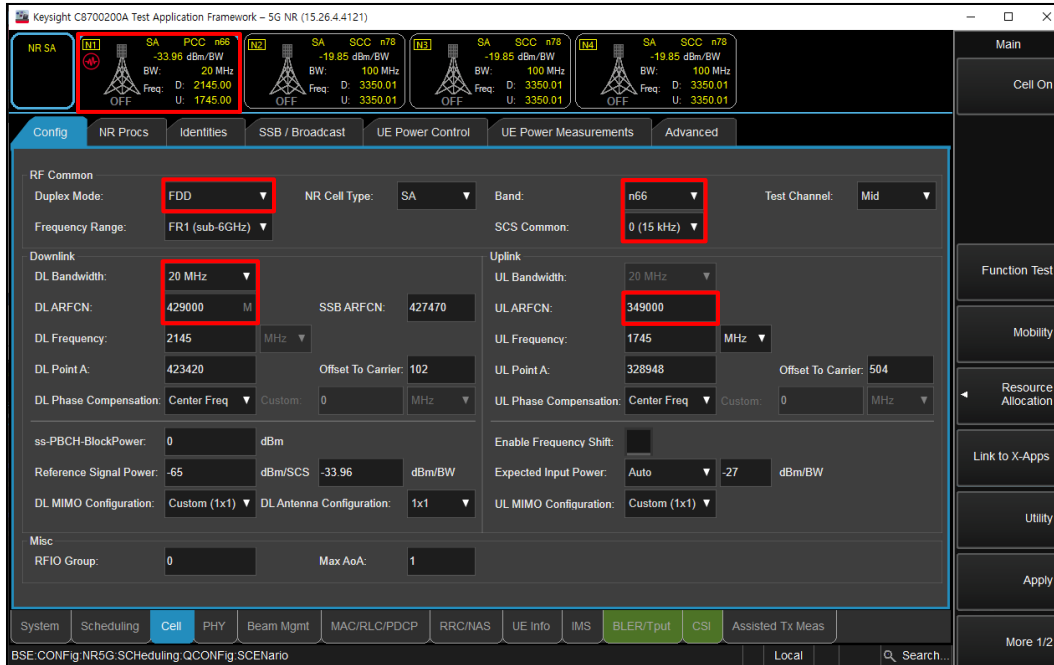 Keysight C8700200A Test Application Framework – 5G NR (15.26.4.4121)
NR SA
N1 SA PCC n66
-33.96 dBm/BW
BW: 20 MHz
Freq: D: 2145.00
U: 1745.00
OFF
N2 SA SCC n78
-19.85 dBm/BW
BW: 100 MHz
Freq: D: 3350.01
U: 3350.01
OFF
N3 SA SCC n78
-19.85 dBm/BW
BW: 100 MHz
Freq: D: 3350.01
U: 3350.01
OFF
N4 SA SCC n78
-19.85 dBm/BW
BW: 100 MHz
Freq: D: 3350.01
U: 3350.01
OFF
Config NR Procs Identities SSB / Broadcast UE Power Control UE Power Measurements Advanced
RF Common
Duplex Mode: FDD NR Cell Type: SA Band: n66 Test Channel: Mid
Frequency Range: FR1 (sub-6GHz) SCS Common: 0 (15 kHz)
Downlink
DL Bandwidth: 20 MHz
DL ARFCN: 429000 M SSB ARFCN: 427470
DL Frequency: 2145 MHz
DL Point A: 423420 Offset To Carrier: 102
DL Phase Compensation: Center Freq Custom: 0 MHz
ss-PBCH-BlockPower: 0 dBm
Reference Signal Power: -65 dBm/SCS -33.96 dBm/BW
DL MIMO Configuration: Custom (1x1) DL Antenna Configuration: 1x1
Uplink
UL Bandwidth: 20 MHz
UL ARFCN: 349000
UL Frequency: 1745 MHz
UL Point A: 328948 Offset To Carrier: 504
UL Phase Compensation: Center Freq Custom: 0 MHz
Enable Frequency Shift:
Expected Input Power: Auto -27 dBm/BW
UL MIMO Configuration: Custom (1x1)
Misc
RFIO Group: 0 Max AoA: 1
System Scheduling Cell PHY Beam Mgmt MAC/RLC/PDCP RRC/NAS UE Info IMS BLER/Tput CSI Assisted Tx Meas
BSE:CONFig:NR5G:SCHeduling:QCONFig:SCENario Local Search...
Main
Cell On
Function Test
Mobility
Resource
Allocation
Link to X-Apps
Utility
Apply
More 1/2